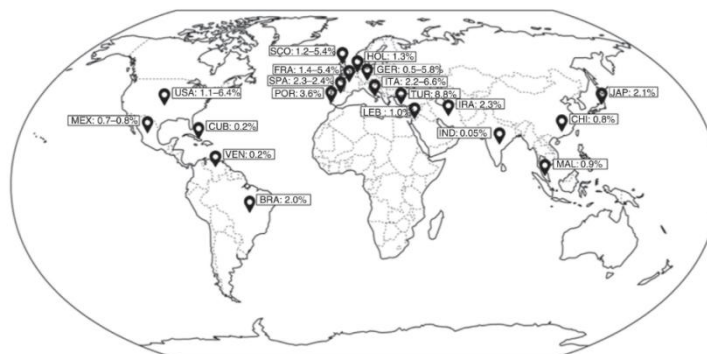 SCO: 1.2–5.4%
HOL: 1.3%
FRA: 1.4–5.4%
GER: 0.5–5.8%
SPA: 2.3–2.4%
ITA: 2.2–6.6%
POR: 3.6%
TUR: 8.8%
USA: 1.1–6.4%
JAP: 2.1%
IRA: 2.3%
LEB: 1.0%
MEX: 0.7–0.8%
CUB: 0.2%
IND: 0.05%
CHI: 0.8%
VEN: 0.2%
MAL: 0.9%
BRA: 2.0%